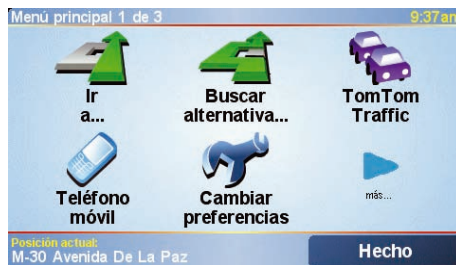 Menú principal 1 de 3
9:37am
Ir
a...
Buscar
alternativa...
TomTom
Traffic
Teléfono
móvil
Cambiar
preferencias
más...
Posición actual:
M-30 Avenida De La Paz
Hecho